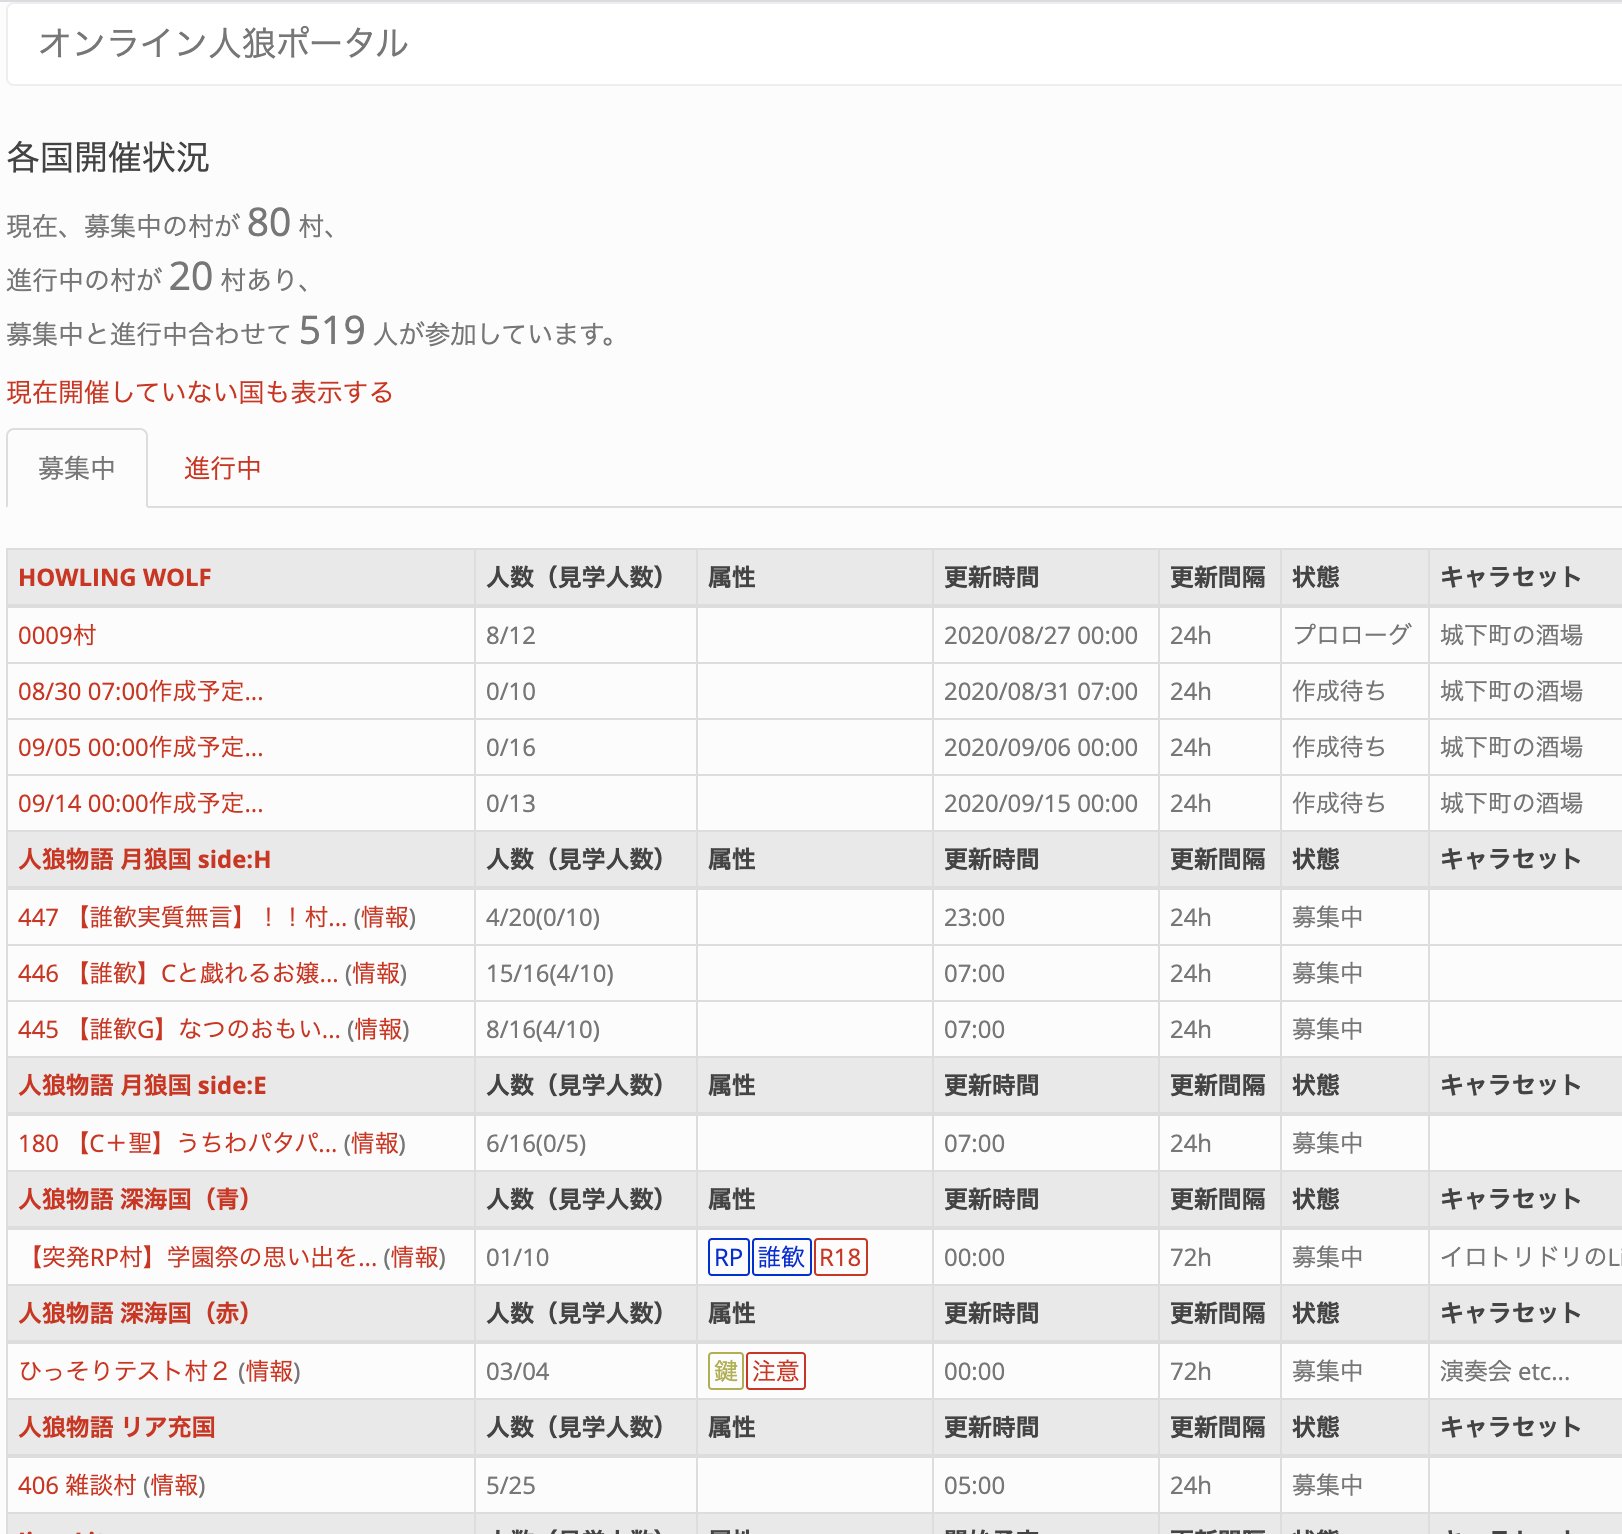 オンライン人狼ポータル
各国開催状況
現在、募集中の村が 80 村、
進行中の村が 20 村あり、
募集中と進行中合わせて 519 人が参加しています。
現在開催していない国も表示する
募集中 進行中
HOWLING WOLF 人数（見学人数） 属性 更新時間 更新間隔 状態 キャラセット
0009村 8/12 2020/08/27 00:00 24h プロローグ 城下町の酒場
08/30 07:00作成予定... 0/10 2020/08/31 07:00 24h 作成待ち 城下町の酒場
09/05 00:00作成予定... 0/16 2020/09/06 00:00 24h 作成待ち 城下町の酒場
09/14 00:00作成予定... 0/13 2020/09/15 00:00 24h 作成待ち 城下町の酒場
人狼物語 月狼国 side:H 人数（見学人数） 属性 更新時間 更新間隔 状態 キャラセット
447 【誰歓実質無言】！！村... (情報) 4/20(0/10) 23:00 24h 募集中
446 【誰歓】Cと戯れるお嬢... (情報) 15/16(4/10) 07:00 24h 募集中
445 【誰歓G】なつのおもい... (情報) 8/16(4/10) 07:00 24h 募集中
人狼物語 月狼国 side:E 人数（見学人数） 属性 更新時間 更新間隔 状態 キャラセット
180 【C＋聖】うちわパタパ... (情報) 6/16(0/5) 07:00 24h 募集中
人狼物語 深海国（青） 人数（見学人数） 属性 更新時間 更新間隔 状態 キャラセット
【突発RP村】学園祭の思い出を... (情報) 01/10 RP 誰歓 R18 00:00 72h 募集中 イロトリドリのL
人狼物語 深海国（赤） 人数（見学人数） 属性 更新時間 更新間隔 状態 キャラセット
ひっそりテスト村２ (情報) 03/04 鍵 注意 00:00 72h 募集中 演奏会 etc...
人狼物語 リア充国 人数（見学人数） 属性 更新時間 更新間隔 状態 キャラセット
406 雑談村 (情報) 5/25 05:00 24h 募集中